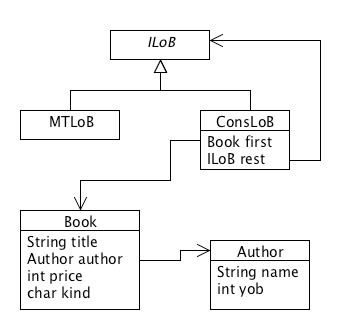 ILoB
MTLoB
ConsLoB
Book first
ILoB rest
Book
String title
Author author
int price
char kind
Author
String name
int yob